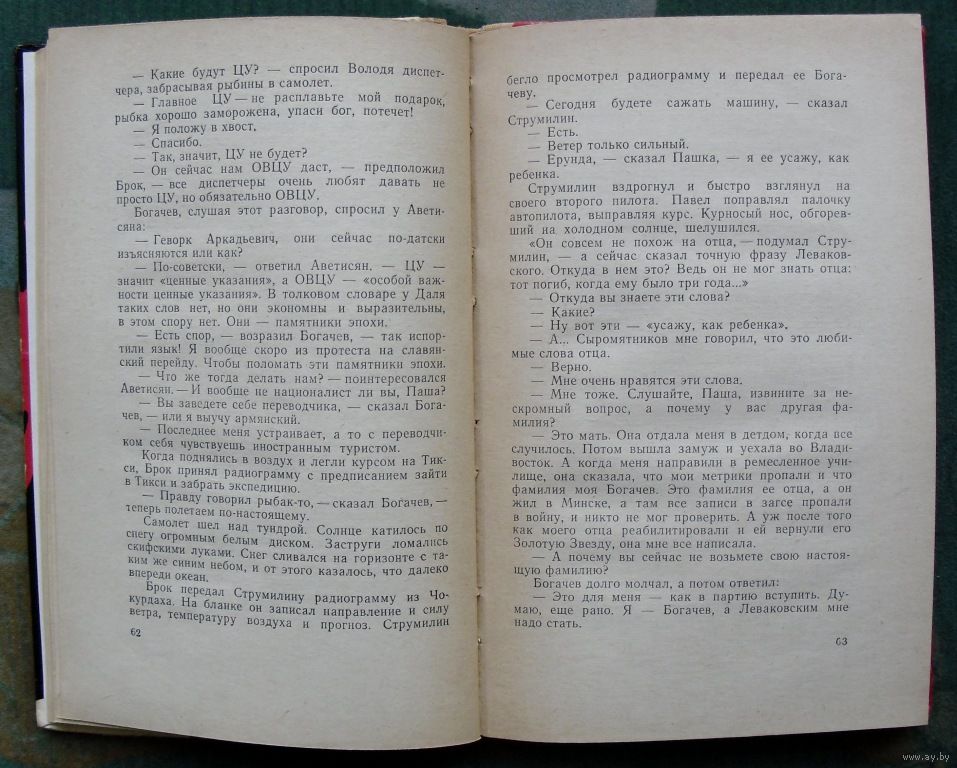 — Какие будут ЦУ? — спросил Володя диспет-
чера, забрасывая рыбины в самолет.
— Главное ЦУ — не расплавьте мой подарок,
рыбка хорошо заморожена, упаси бог, потечет!
— Я положу в хвост.
— Спасибо.
— Так, значит, ЦУ не будет?
— Он сейчас нам ОВЦУ даст, — предположил
Брок, — все диспетчеры очень любят давать не
просто ЦУ, но обязательно ОВЦУ.
Богачев, слушая этот разговор, спросил у Авети-
сяна:
— Геворк Аркадьевич, они сейчас по-датски
изъясняются или как?
— По-советски, — ответил Аветисян. — ЦУ —
значит «ценные указания», а ОВЦУ — «особой важ-
ности ценные указания». В толковом словаре у Даля
таких слов нет, но они экономны и выразительны,
в этом спору нет. Они — памятники эпохи.
— Есть спор, — возразил Богачев, — так испор-
тили язык! Я вообще скоро из протеста на славян-
ский перейду. Чтобы поломать эти памятники эпохи.
— Что же тогда делать нам? — поинтересовался
Аветисян. — И вообще не националист ли вы, Паша?
— Вы заведете себе переводчика, — сказал Бога-
чев, — или я выучу армянский.
— Последнее меня устраивает, а то с переводчи-
ком себя чувствуешь иностранным туристом.
Когда поднялись в воздух и легли курсом на Тик-
си, Брок принял радиограмму с предписанием зайти
в Тикси и забрать экспедицию.
— Правду говорил рыбак-то, — сказал Богачев, —
теперь полетаем по-настоящему.
Самолет шел над тундрой. Солнце катилось по
снегу огромным белым диском. Заструги ломались
скифскими луками. Снег сливался на горизонте с та-
ким же синим небом, и от этого казалось, что далеко
впереди океан.
Брок передал Струмилину радиограмму из Чо-
курдаха. На бланке он записал направление и силу
ветра, температуру воздуха и прогноз. Струмилин
62
бегло просмотрел радиограмму и передал ее Бога-
чеву.
— Сегодня будете сажать машину, — сказал
Струмилин.
— Есть.
— Ветер только сильный.
— Ерунда, — сказал Пашка, — я ее усажу, как
ребенка.
Струмилин вздрогнул и быстро взглянул на
своего второго пилота. Павел поправлял палочку
автопилота, выправляя курс. Курносый нос, обгорев-
ший на холодном солнце, шелушился.
«Он совсем не похож на отца, — подумал Стру-
милин, — а сейчас сказал точную фразу Леваков-
ского. Откуда в нем это? Ведь он не мог знать отца:
тот погиб, когда ему было три года...»
— Откуда вы знаете эти слова?
— Какие?
— Ну вот эти — «усажу, как ребенка».
— А... Сыромятников мне говорил, что это люби-
мые слова отца.
— Верно.
— Мне очень нравятся эти слова.
— Мне тоже. Слушайте, Паша, извините за не-
скромный вопрос, а почему у вас другая фа-
милия?
— Это мать. Она отдала меня в детдом, когда все
случилось. Потом вышла замуж и уехала во Влади-
восток. А когда меня направили в ремесленное учи-
лище, она сказала, что мои метрики пропали и что
фамилия моя Богачев. Это фамилия ее отца, а он
жил в Минске, а там все записи в загсе пропали
в войну, и никто не мог проверить. А уж после того
как моего отца реабилитировали и ей вернули его
Золотую Звезду, она мне все написала.
— А почему вы сейчас не возьмете свою настоя-
щую фамилию?
Богачев долго молчал, а потом ответил:
— Это для меня — как в партию вступить. Ду-
маю, еще рано. Я — Богачев, а Леваковским мне
надо стать.
63
www.ay.by